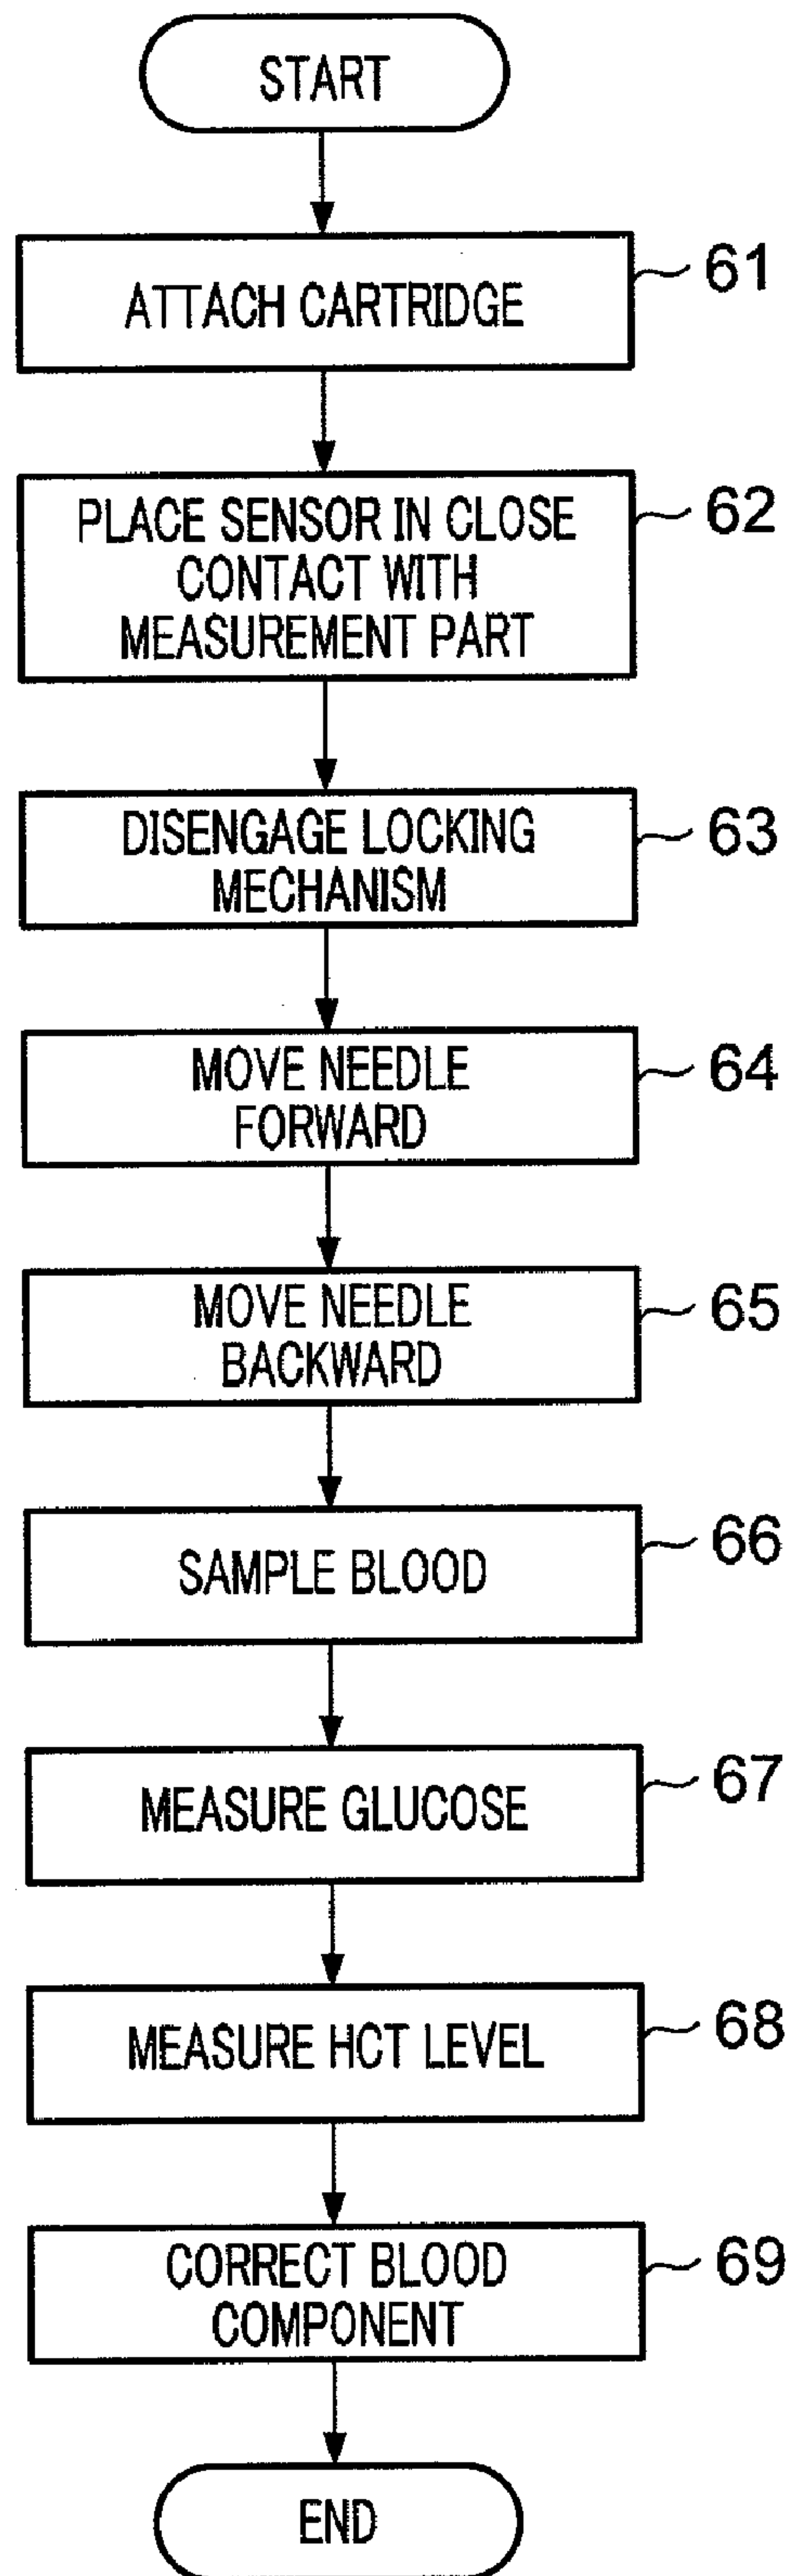 START
ATTACH CARTRIDGE
61
PLACE SENSOR IN CLOSE
CONTACT WITH
MEASUREMENT PART
62
DISENGAGE LOCKING
MECHANISM
63
MOVE NEEDLE
FORWARD
64
MOVE NEEDLE
BACKWARD
65
SAMPLE BLOOD
66
MEASURE GLUCOSE
67
MEASURE HCT LEVEL
68
CORRECT BLOOD
COMPONENT
69
END